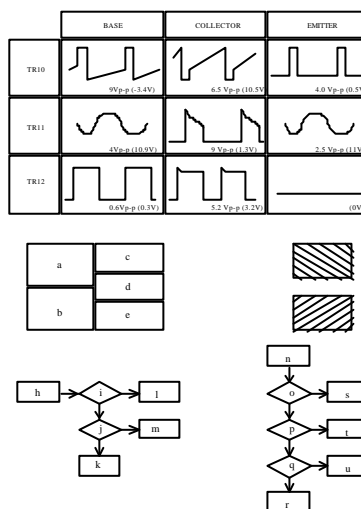 BASE COLLECTOR EMITTER
TR10 9Vp-p (-3.4V) 6.5 Vp-p (10.5V 4.0 Vp-p (0.5V
TR11 4Vp-p (10.9V) 9 Vp-p (1.3V) 2.5 Vp-p (11V
TR12 0.6Vp-p (0.3V) 5.2 Vp-p (3.2V) (0V
a c
d
b e
n
h i l o s
j m p t
k q u
r